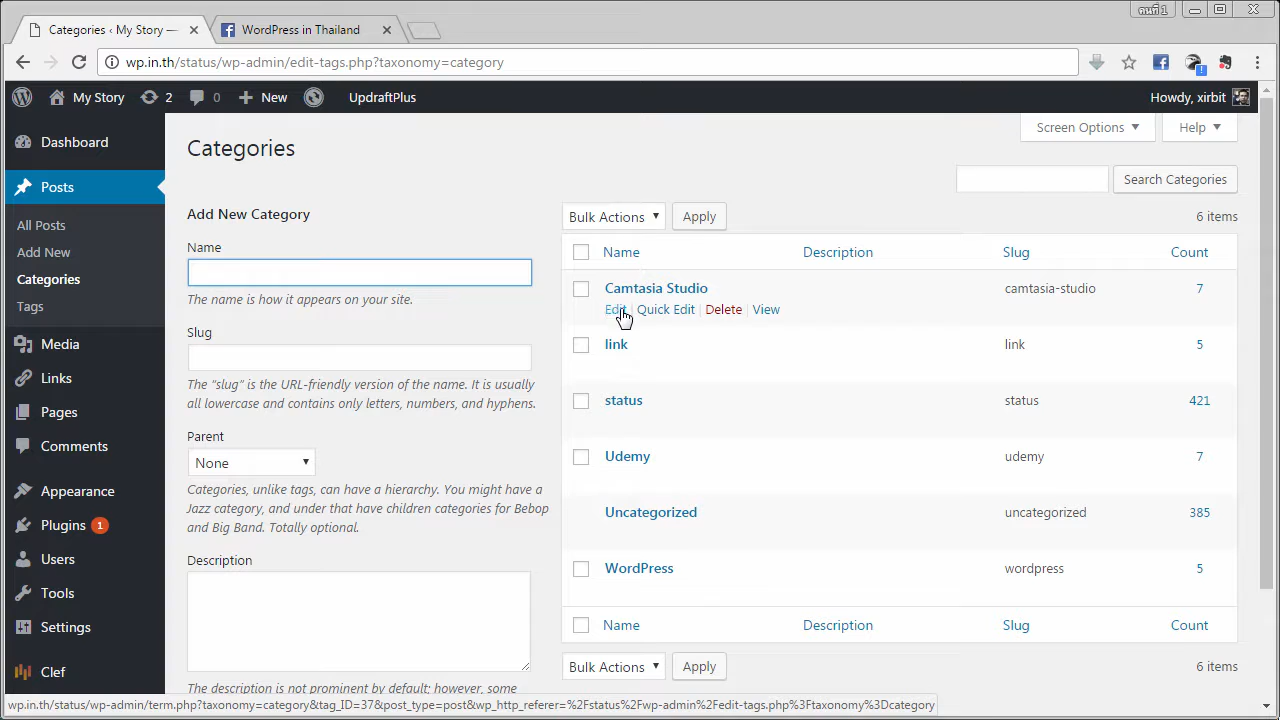 คนที่ 1
Categories ‹ My Story —
WordPress in Thailand
wp.in.th/status/wp-admin/edit-tags.php?taxonomy=category
My Story
2
0
New
UpdraftPlus
Howdy, xirbit
Dashboard
Posts
All Posts
Add New
Categories
Tags
Media
Links
Pages
Comments
Appearance
Plugins 1
Users
Tools
Settings
Clef
Screen Options
Help
Categories
Search Categories
Add New Category
Name
The name is how it appears on your site.
Slug
The “slug” is the URL-friendly version of the name. It is usually
all lowercase and contains only letters, numbers, and hyphens.
Parent
None
Categories, unlike tags, can have a hierarchy. You might have a
Jazz category, and under that have children categories for Bebop
and Big Band. Totally optional.
Description
The description is not prominent by default; however, some
Bulk Actions Apply 6 items
Name Description Slug Count
Camtasia Studio camtasia-studio 7
Edit | Quick Edit | Delete | View
link link 5
status status 421
Udemy udemy 7
Uncategorized uncategorized 385
WordPress wordpress 5
Name Description Slug Count
Bulk Actions Apply 6 items
wp.in.th/status/wp-admin/term.php?taxonomy=category&tag_ID=37&post_type=post&wp_http_referer=%2Fstatus%2Fwp-admin%2Fedit-tags.php%3Ftaxonomy%3Dcategory